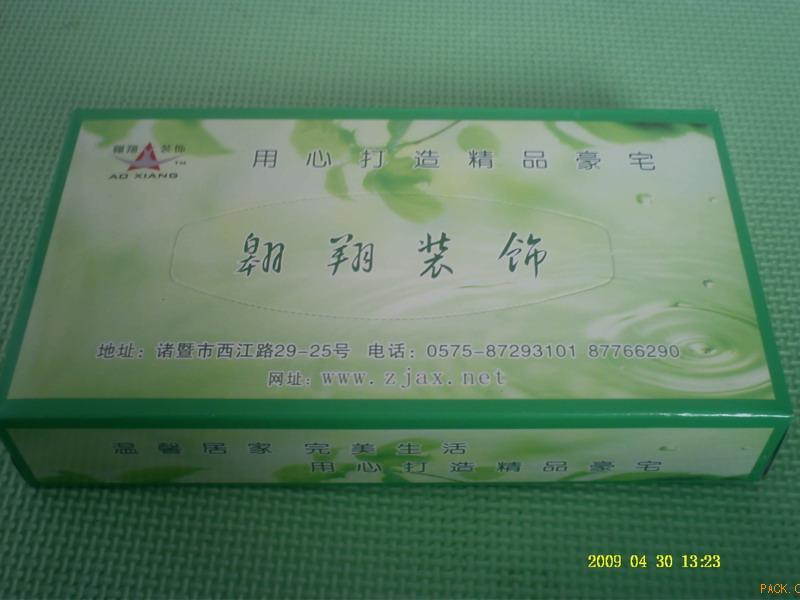 翱翔 装饰
TM
AO XIANG
用心打造精品豪宅
翱翔装饰
地址：诸暨市西江路29-25号 电话：0575-87293101 87766290
网址：www.zjax.net
温馨居家 完美生活
用心打造精品豪宅
2009 04 30 13:23
PACK.C